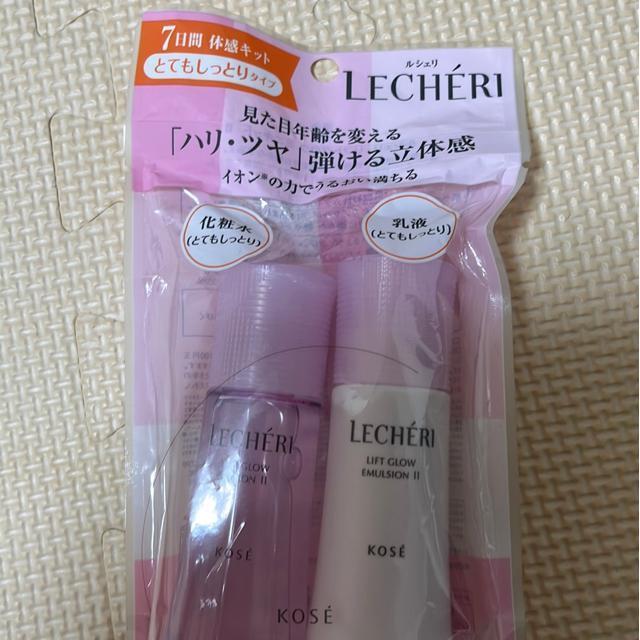 7日間 体感キット
とてもしっとりタイプ
ルシェリ
LECHÉRI
見た目年齢を変える
「ハリ・ツヤ」弾ける立体感
イオン※の力でうるおい満ちる
化粧水
(とてもしっとり)
乳液
(とてもしっとり)
LECHÉRI
GLOW
II
KOSÉ
LECHÉRI
LIFT GLOW
EMULSION II
KOSÉ
KOSÉ